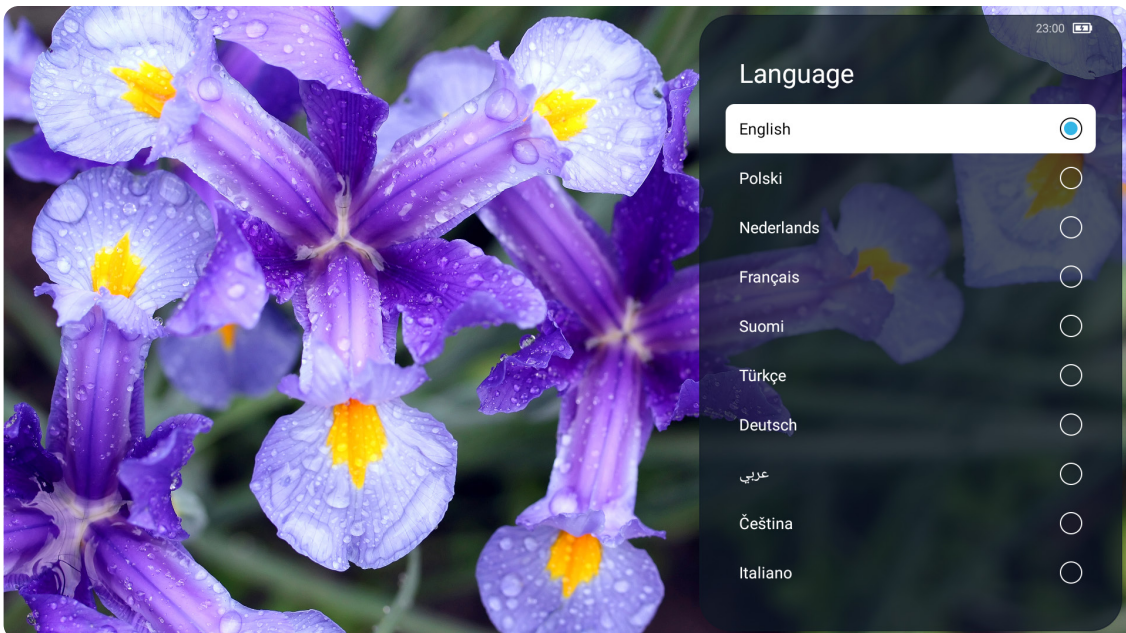 23:00
Language
English
Polski
Nederlands
Français
Suomi
Türkçe
Deutsch
عربي
Čeština
Italiano